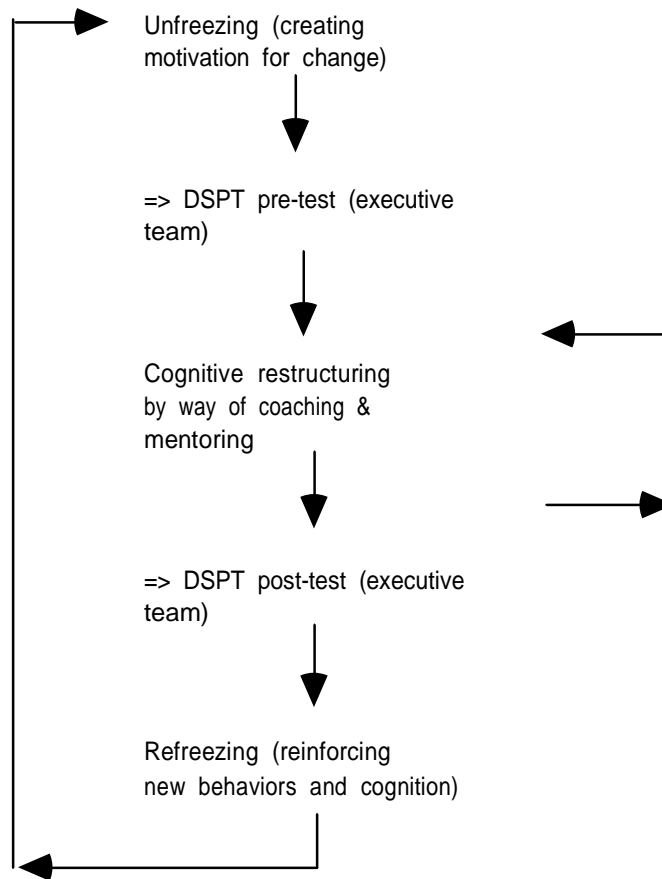 Unfreezing (creating
motivation for change)
=> DSPT pre-test (executive
team)
Cognitive restructuring
by way of coaching &
mentoring
=> DSPT post-test (executive
team)
Refreezing (reinforcing
new behaviors and cognition)